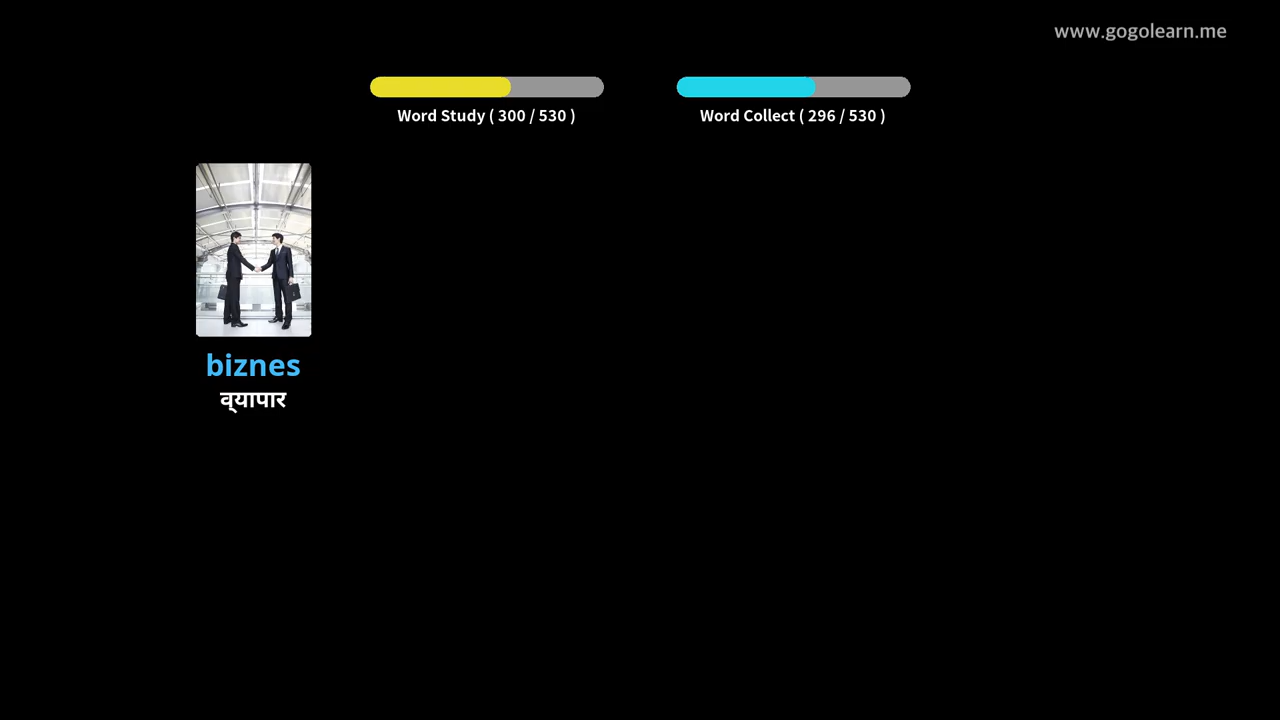 www.gogolearn.me
Word Study ( 300 / 530 )
Word Collect ( 296 / 530 )
biznes
व्यापार